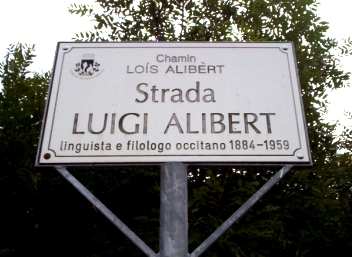 Chamin
LOÍS ALIBÈRT
Strada
LUIGI ALIBERT
linguista e filologo occitano 1884-1959